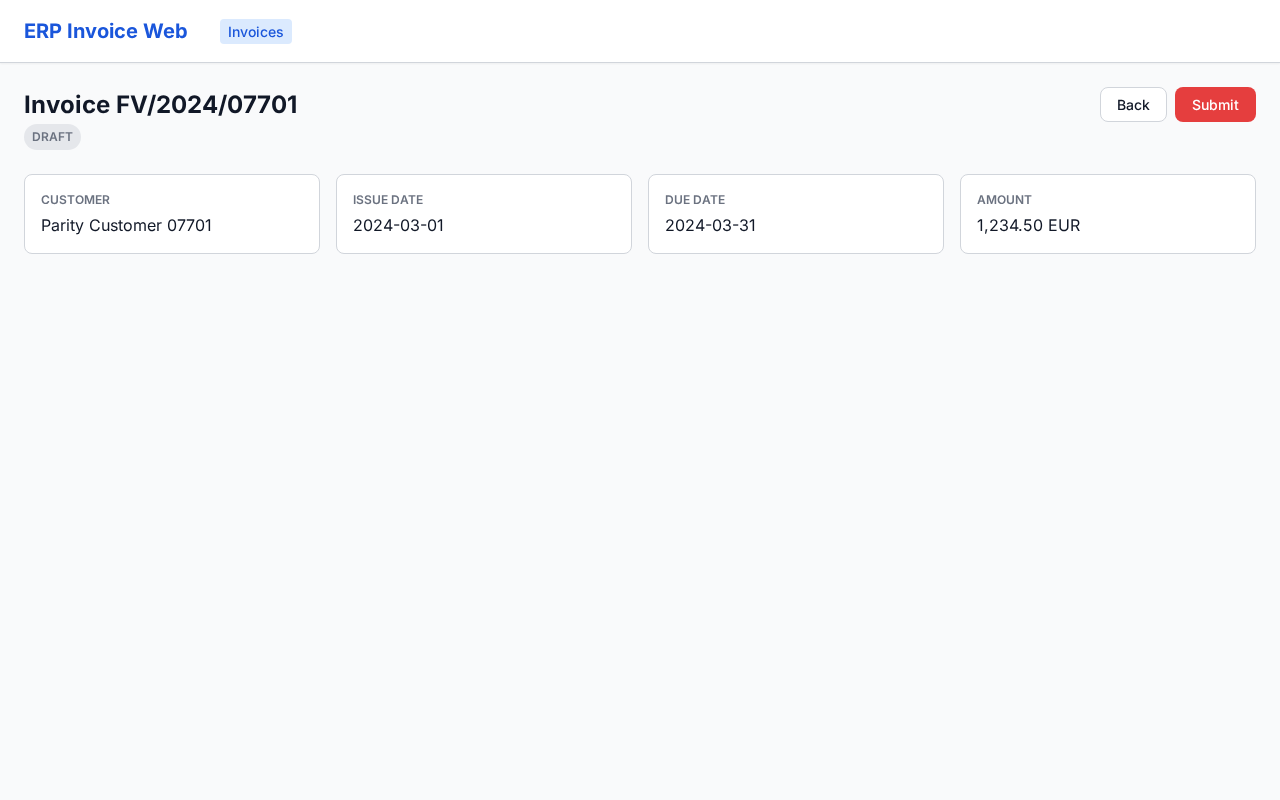 ERP Invoice Web Invoices
Invoice FV/2024/07701 Back Submit
DRAFT
CUSTOMER ISSUE DATE DUE DATE AMOUNT
Parity Customer 07701 2024-03-01 2024-03-31 1,234.50 EUR